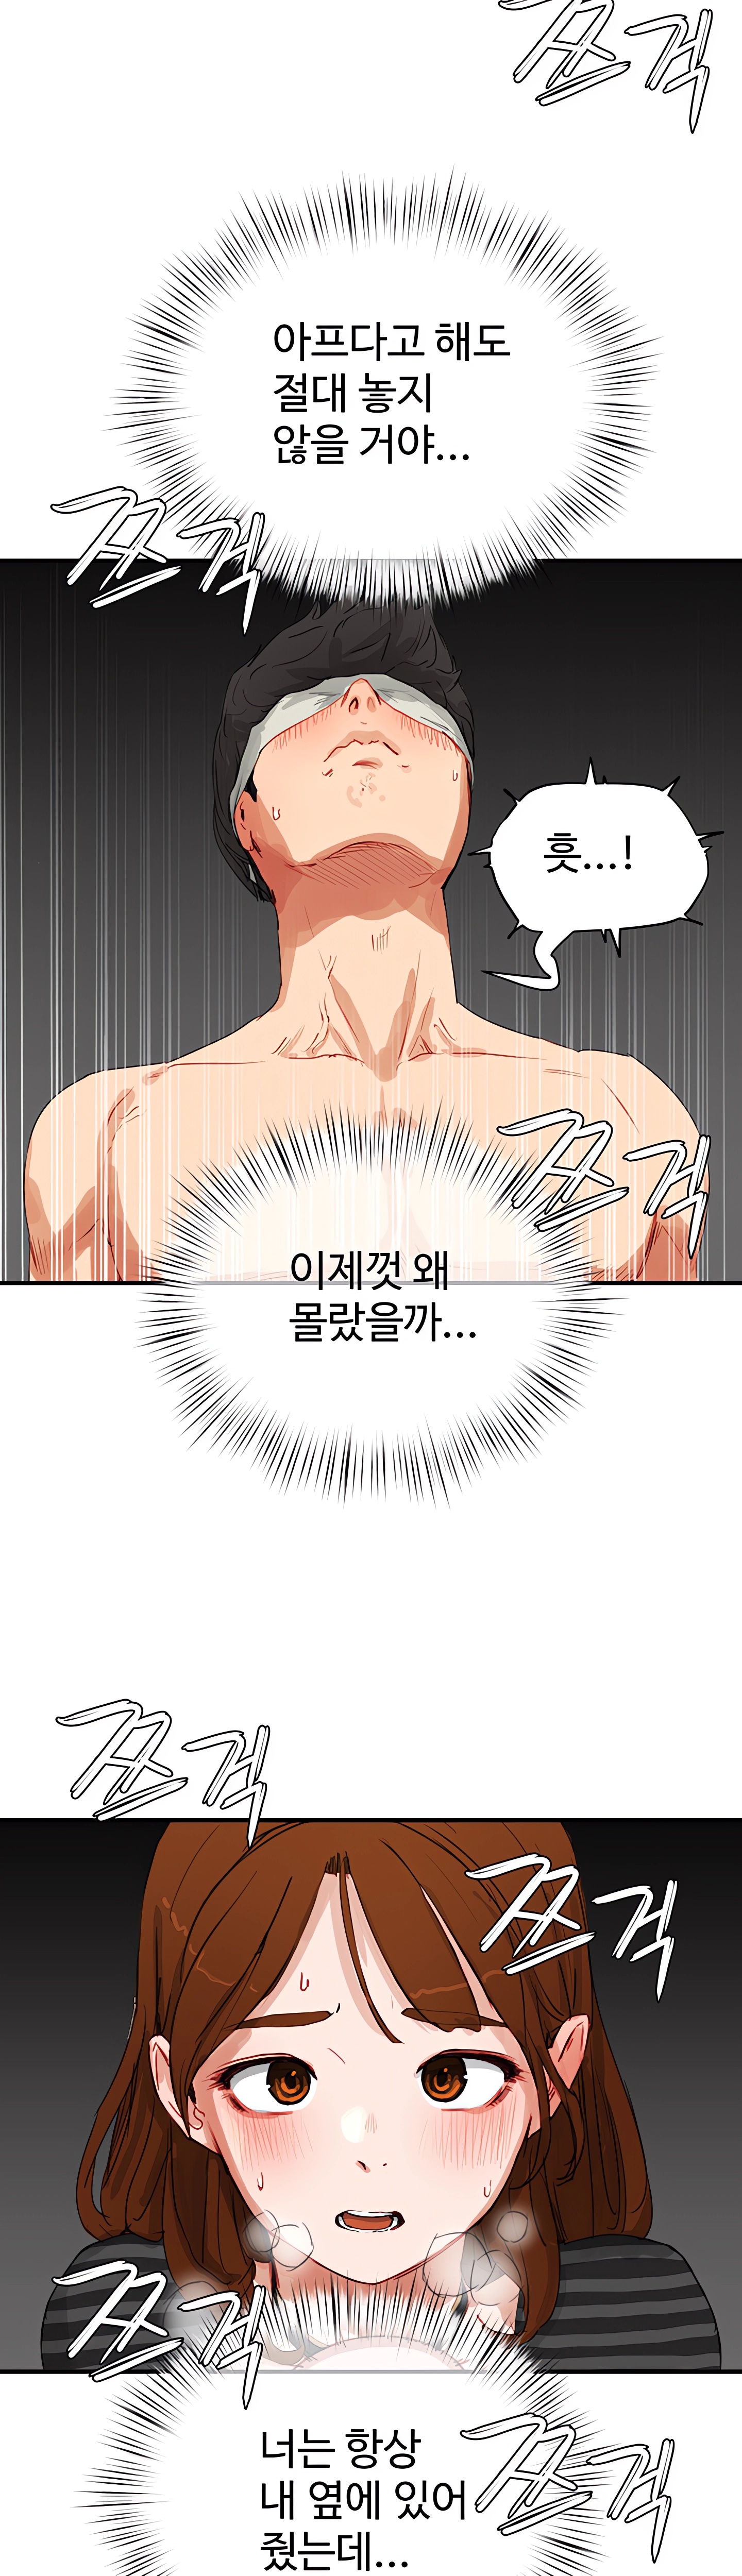 쯔걱
아프다고 해도
절대 놓지
않을 거야...
쯔걱
흣...!
쯔걱
이제껏 왜
몰랐을까...
쯔걱
쯔걱
쯔걱
너는 항상
내 옆에 있어
줬는데...
쯔걱